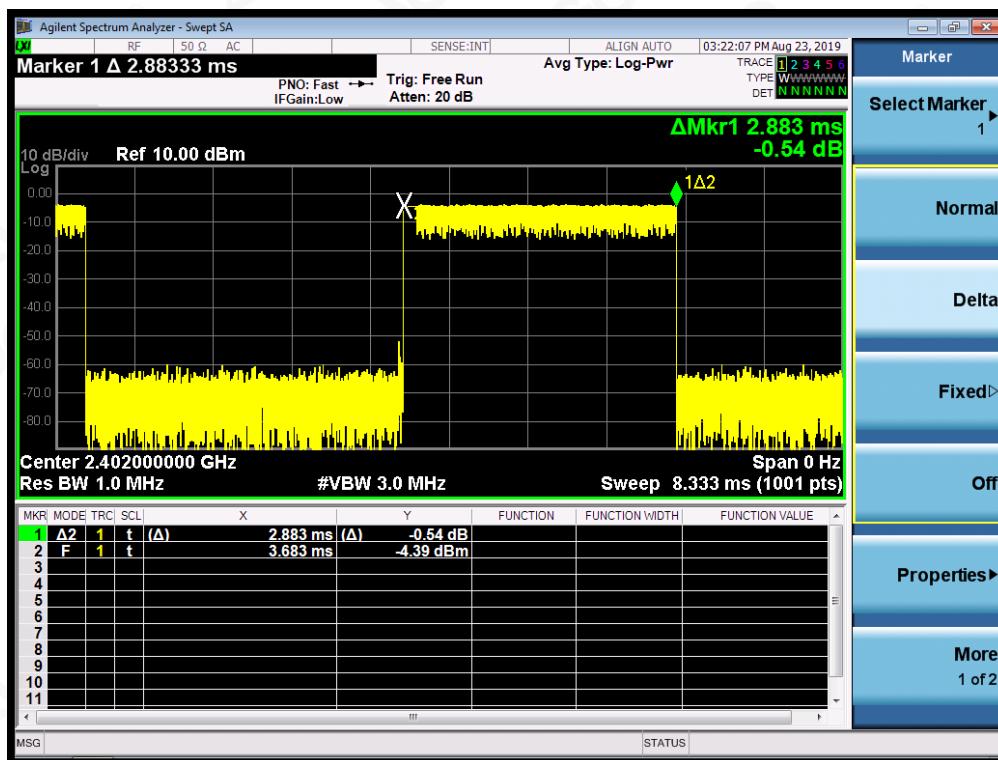 Agilent Spectrum Analyzer - Swept SA
LXI RF 50 Ω AC SENSE:INT ALIGN AUTO 03:22:07 PM Aug 23, 2019
Marker 1 Δ 2.88333 ms
PNO: Fast
IFGain:Low
Trig: Free Run
Atten: 20 dB
Avg Type: Log-Pwr
TRACE 1 2 3 4 5 6
TYPE W
DET N N N N N N
ΔMkr1 2.883 ms
-0.54 dB
10 dB/div Ref 10.00 dBm
Log
0.00
-10.0
-20.0
-30.0
-40.0
-50.0
-60.0
-70.0
-80.0
1Δ2
Center 2.402000000 GHz Span 0 Hz
Res BW 1.0 MHz #VBW 3.0 MHz Sweep 8.333 ms (1001 pts)
MKR MODE TRC SCL X Y FUNCTION FUNCTION WIDTH FUNCTION VALUE
1 Δ2 1 t (Δ) 2.883 ms (Δ) -0.54 dB
2 F 1 t 3.683 ms -4.39 dBm
3
4
5
6
7
8
9
10
11
MSG STATUS
Marker
Select Marker
1
Normal
Delta
Fixed
Off
Properties
More
1 of 2